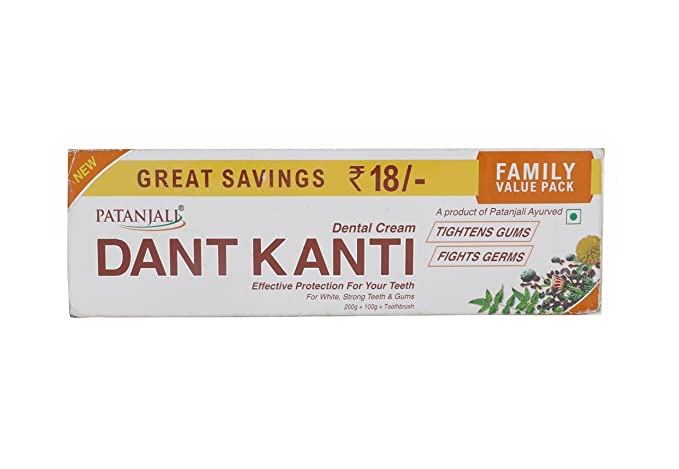 NEW
GREAT SAVINGS ₹18/-
FAMILY
VALUE PACK
PATANJALI®
Dental Cream
DANT KANTI
Effective Protection For Your Teeth
For White, Strong Teeth & Gums
200g + 100g + Toothbrush
A product of Patanjali Ayurved
TIGHTENS GUMS
FIGHTS GERMS